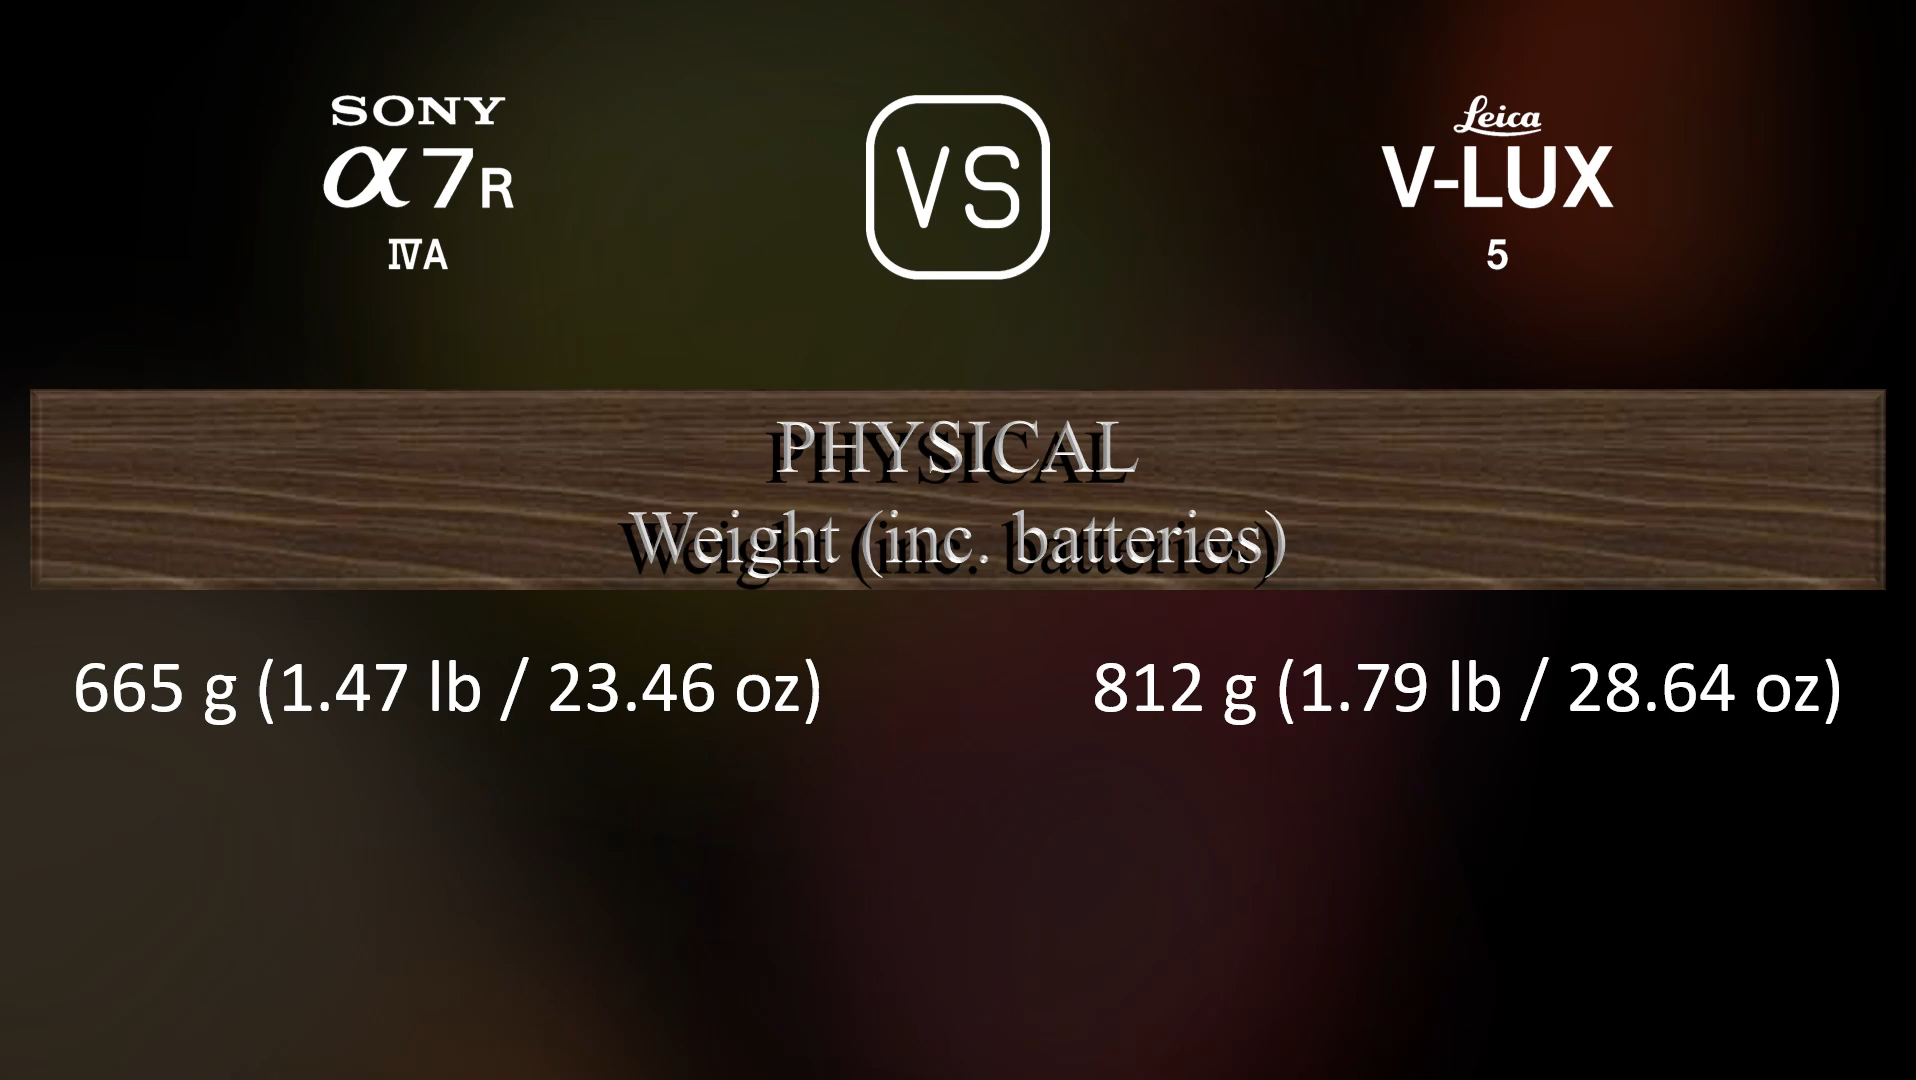 SONY
α7R
IVA
VS
Leica
V-LUX
5
PHYSICAL
Weight (inc. batteries)
665 g (1.47 lb / 23.46 oz)
812 g (1.79 lb / 28.64 oz)